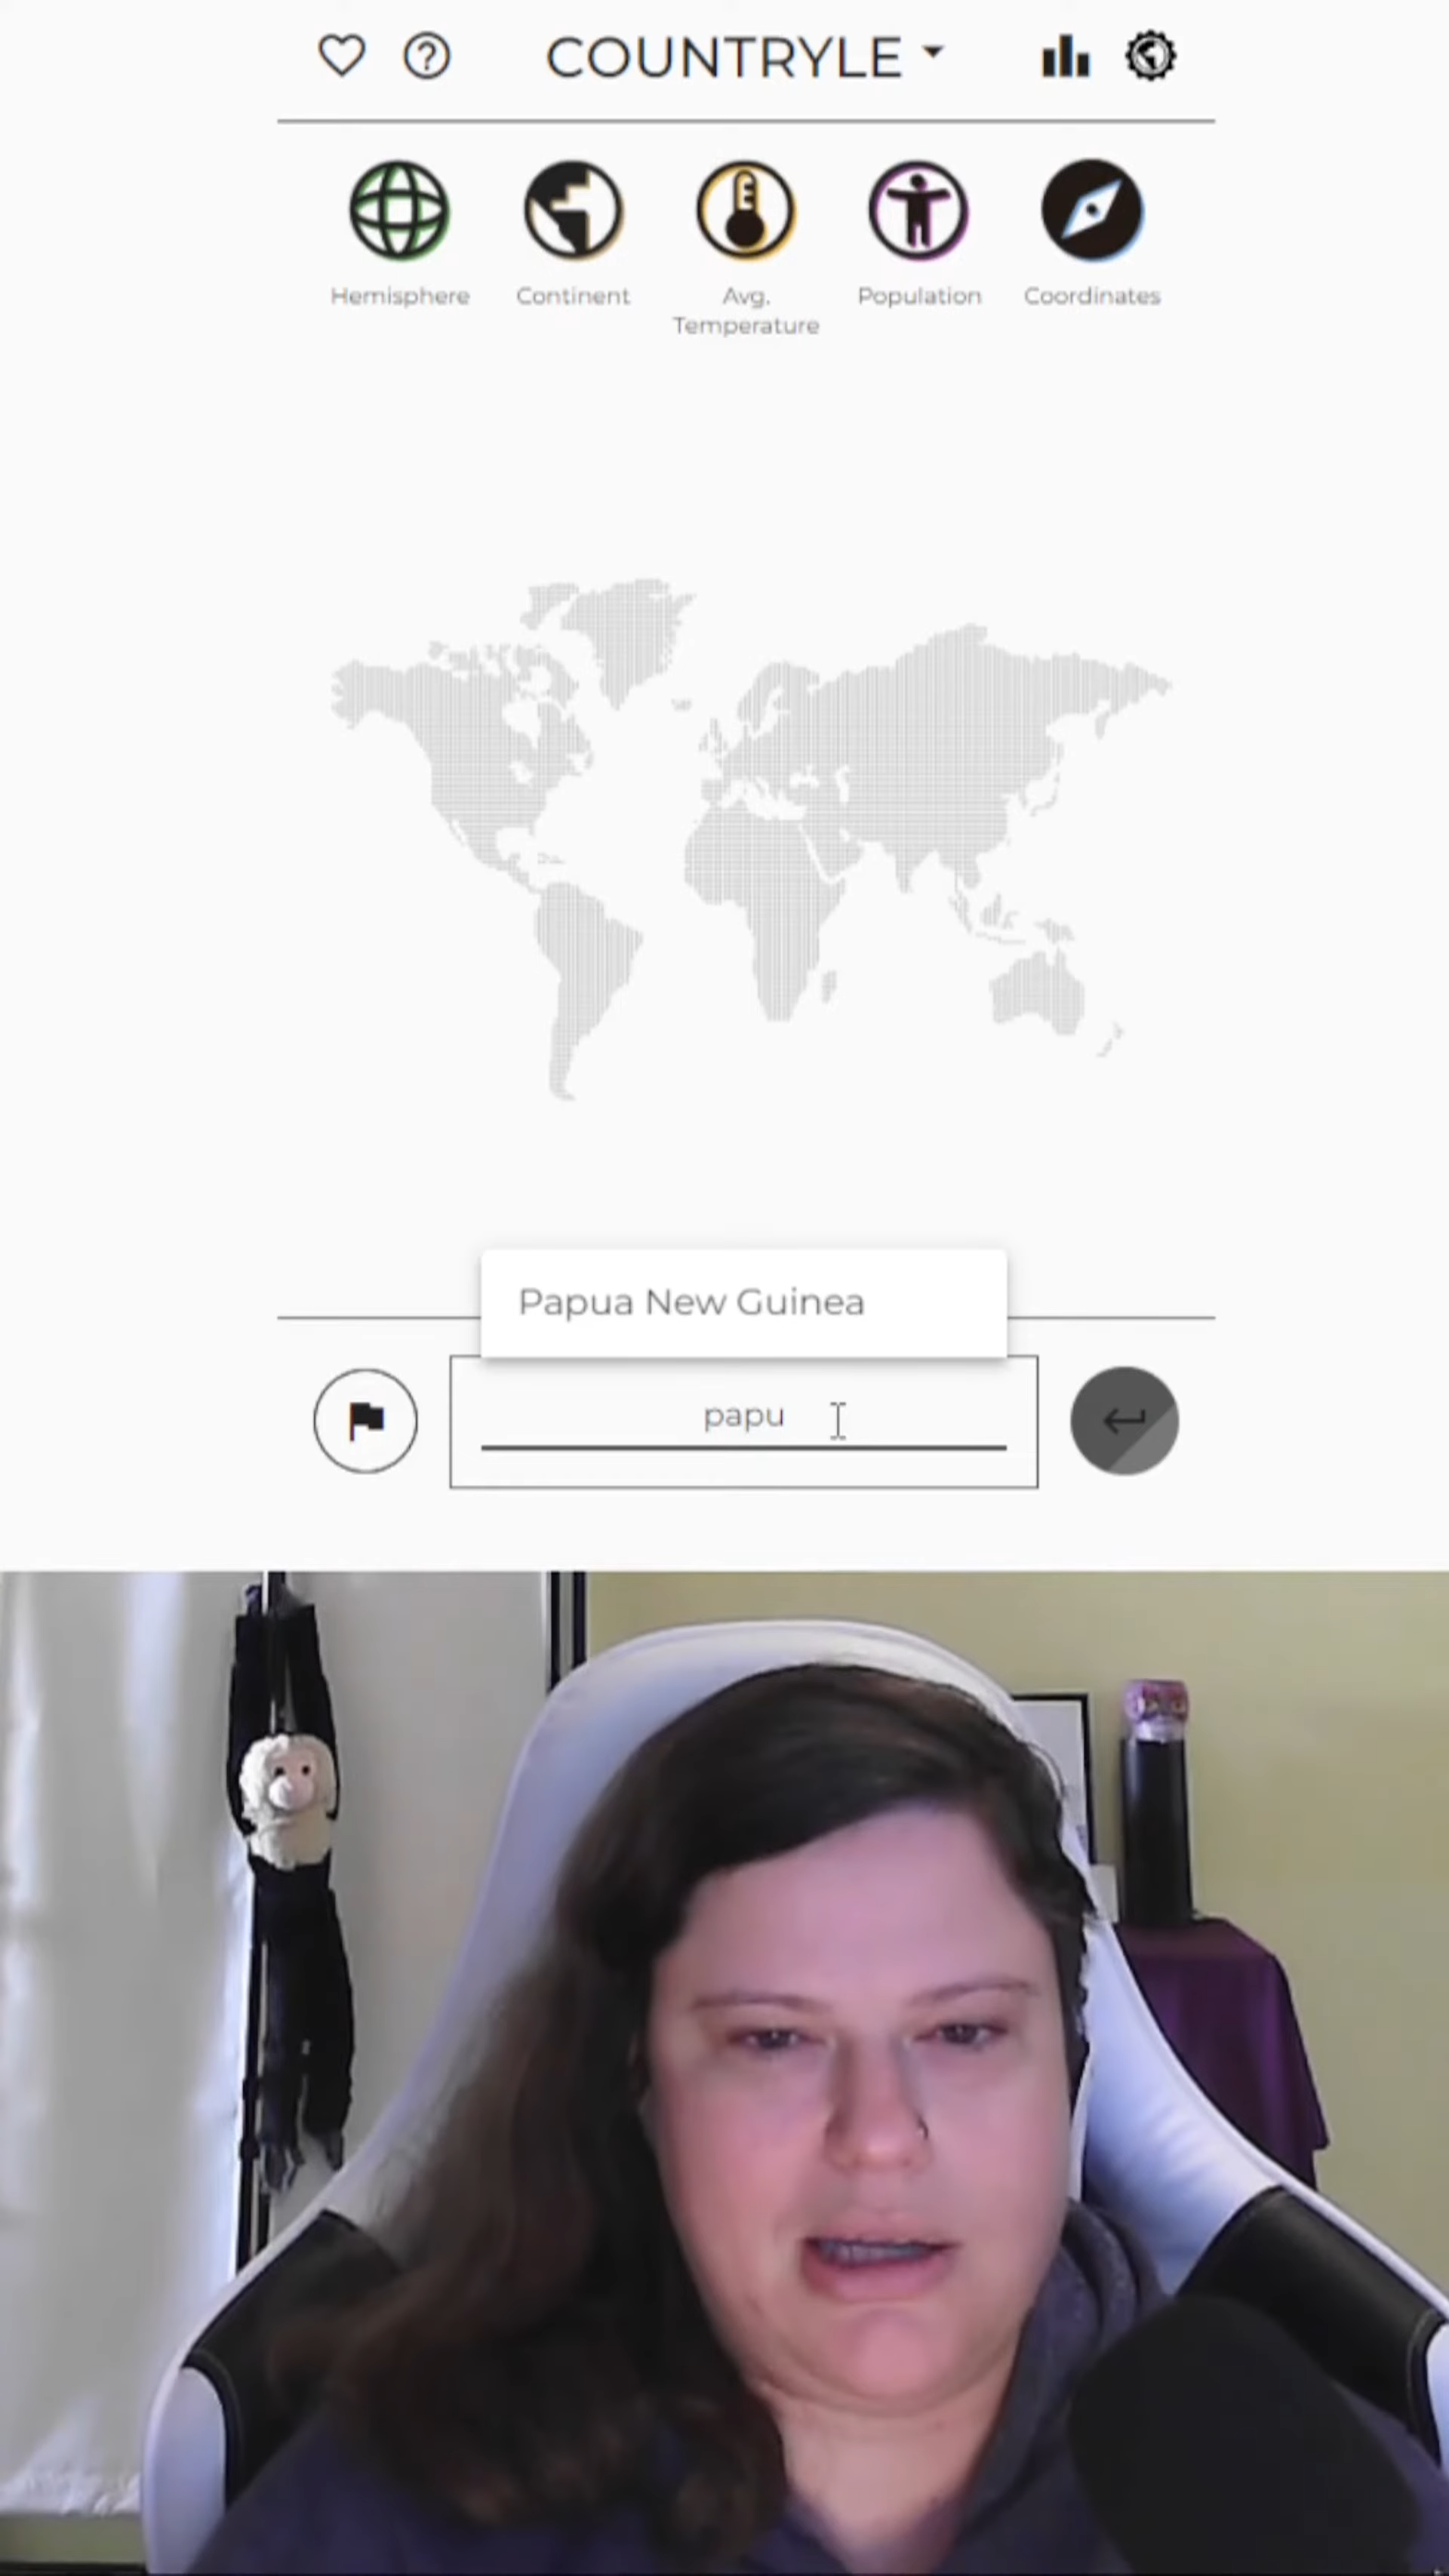 COUNTRYLE
Hemisphere
Continent
Avg.
Temperature
Population
Coordinates
Papua New Guinea
papu